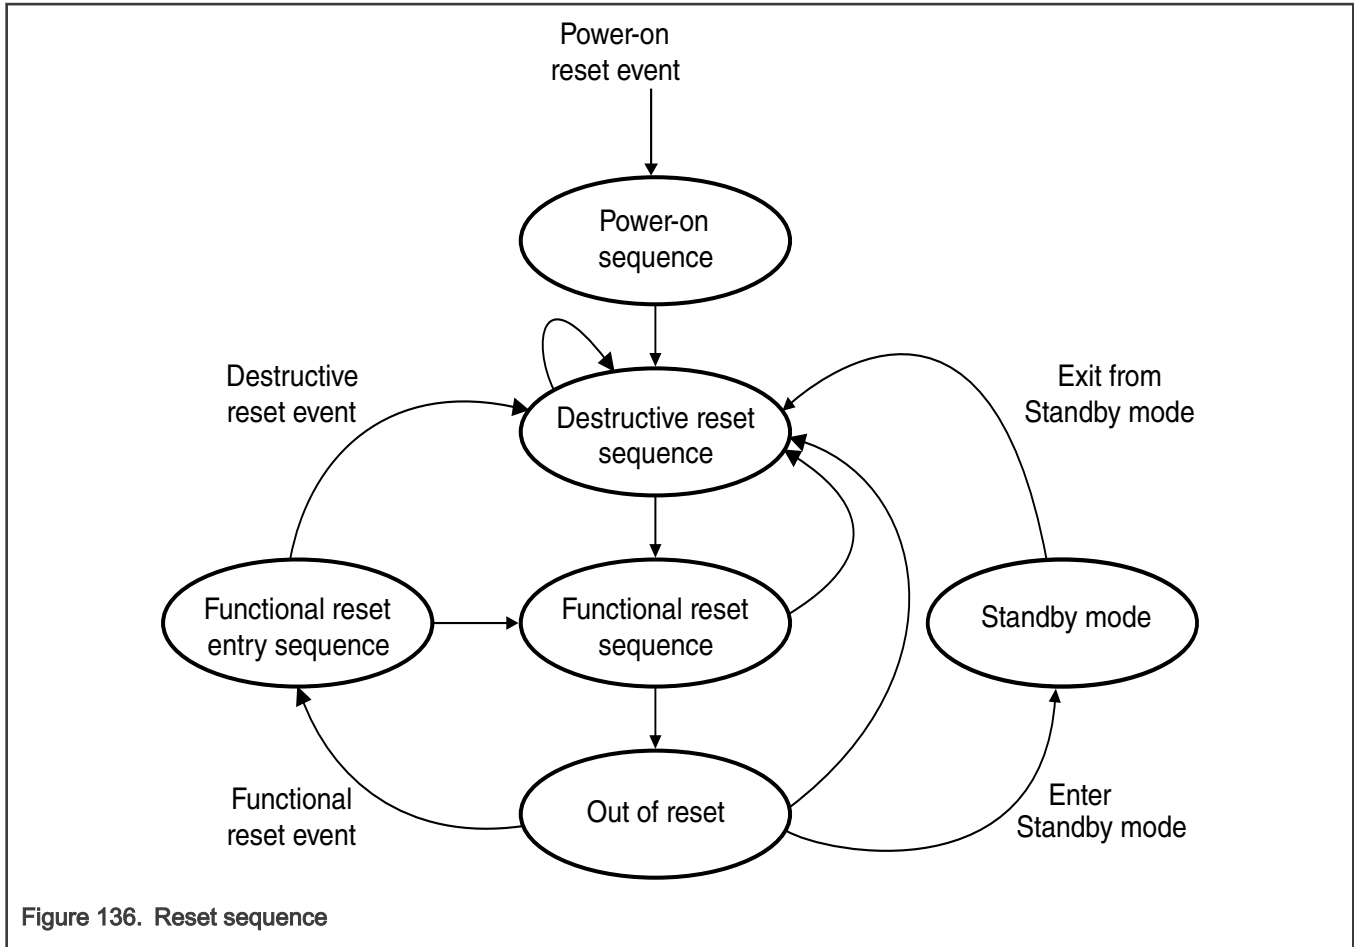 Power-on
reset event
Power-on
sequence
Destructive
reset event
Exit from
Standby mode
Destructive reset
sequence
Functional reset
entry sequence
Functional reset
sequence
Standby mode
Functional
reset event
Out of reset
Enter
Standby mode
Figure 136. Reset sequence